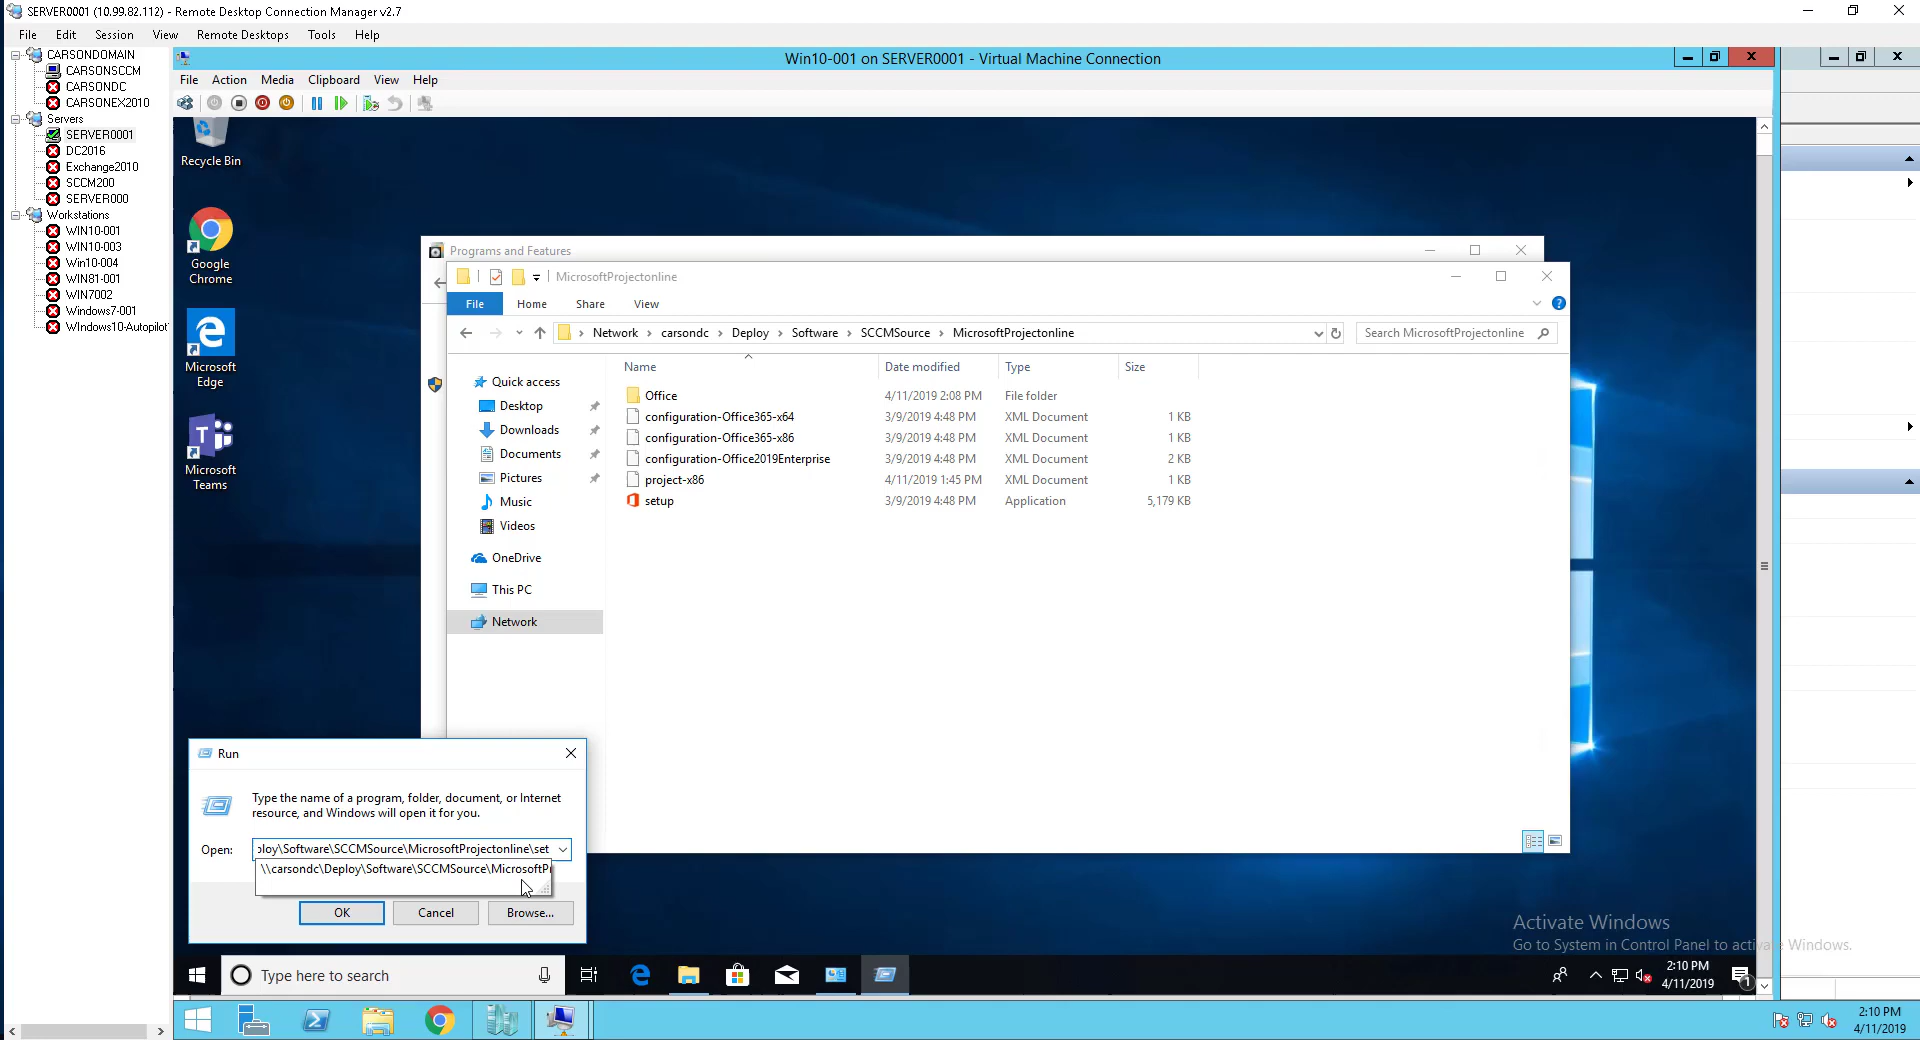 SERVER0001 (10.99.82.112) - Remote Desktop Connection Manager v2.7
File Edit Session View Remote Desktops Tools Help
CARSONDOMAIN
CARSONSCCM
CARSONDC
CARSONEX2010
Servers
SERVER0001
DC2016
Exchange2010
SCCM200
SERVER000
Workstations
WIN10-001
WIN10-003
Win10-004
WIN81-001
WIN7002
Windows7-001
WIndows10-Autopilot
Win10-001 on SERVER0001 - Virtual Machine Connection
File Action Media Clipboard View Help
Recycle Bin
Google
Chrome
Microsoft
Edge
Microsoft
Teams
Programs and Features
MicrosoftProjectonline
File Home Share View
Network carsondc Deploy Software SCCMSource MicrosoftProjectonline
Search MicrosoftProjectonline
Quick access
Desktop
Downloads
Documents
Pictures
Music
Videos
OneDrive
This PC
Network
Name Date modified Type Size
Office 4/11/2019 2:08 PM File folder
configuration-Office365-x64 3/9/2019 4:48 PM XML Document 1 KB
configuration-Office365-x86 3/9/2019 4:48 PM XML Document 1 KB
configuration-Office2019Enterprise 3/9/2019 4:48 PM XML Document 2 KB
project-x86 4/11/2019 1:45 PM XML Document 1 KB
setup 3/9/2019 4:48 PM Application 5,179 KB
Run
Type the name of a program, folder, document, or Internet
resource, and Windows will open it for you.
Open: ploy\Software\SCCMSource\MicrosoftProjectonline\set
\\carsondc\Deploy\Software\SCCMSource\MicrosoftPr
OK Cancel Browse...
Activate Windows
Go to System in Control Panel to activate Windows.
Type here to search
2:10 PM
4/11/2019
1
2:10 PM
4/11/2019